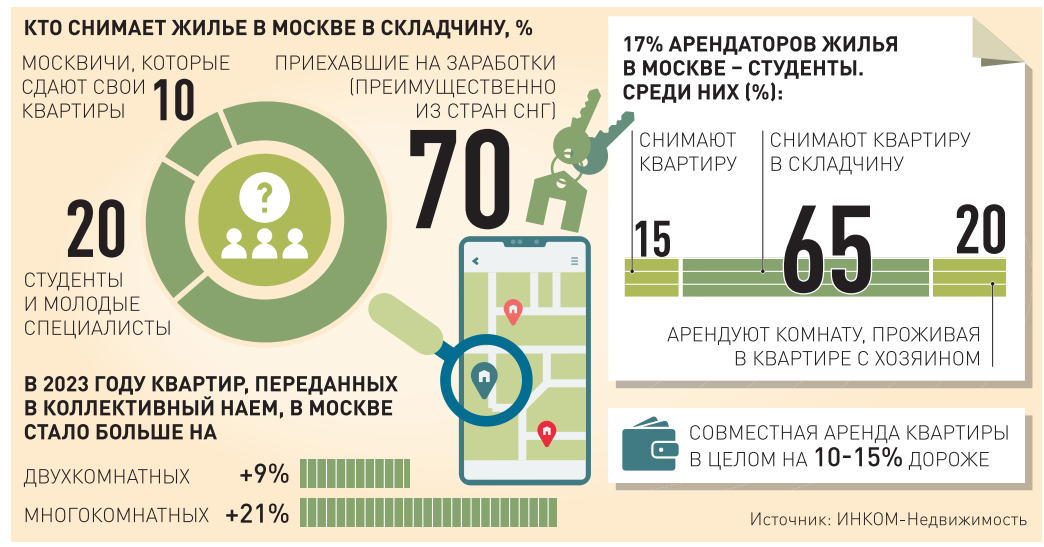 КТО СНИМАЕТ ЖИЛЬЕ В МОСКВЕ В СКЛАДЧИНУ, %
МОСКВИЧИ, КОТОРЫЕ
СДАЮТ СВОИ
КВАРТИРЫ
10
ПРИЕХАВШИЕ НА ЗАРАБОТКИ
(ПРЕИМУЩЕСТВЕННО
ИЗ СТРАН СНГ)
70
?
20
СТУДЕНТЫ
И МОЛОДЫЕ
СПЕЦИАЛИСТЫ
В 2023 ГОДУ КВАРТИР, ПЕРЕДАННЫХ
В КОЛЛЕКТИВНЫЙ НАЕМ, В МОСКВЕ
СТАЛО БОЛЬШЕ НА
ДВУХКОМНАТНЫХ +9%
МНОГОКОМНАТНЫХ +21%
17% АРЕНДАТОРОВ ЖИЛЬЯ
В МОСКВЕ – СТУДЕНТЫ.
СРЕДИ НИХ (%):
СНИМАЮТ
КВАРТИРУ
СНИМАЮТ КВАРТИРУ
В СКЛАДЧИНУ
15
65
20
АРЕНДУЮТ КОМНАТУ, ПРОЖИВАЯ
В КВАРТИРЕ С ХОЗЯИНОМ
СОВМЕСТНАЯ АРЕНДА КВАРТИРЫ
В ЦЕЛОМ НА 10-15% ДОРОЖЕ
Источник: ИНКОМ-Недвижимость